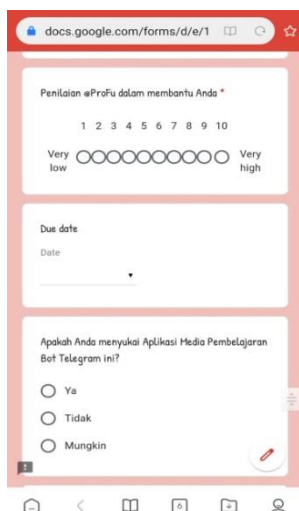 docs.google.com/forms/d/e/1
Penilaian @ProFu dalam membantu Anda *
1 2 3 4 5 6 7 8 9 10
Very low
Very high
Due date
Date
Apakah Anda menyukai Aplikasi Media Pembelajaran
Bot Telegram ini?
Ya
Tidak
Mungkin
6